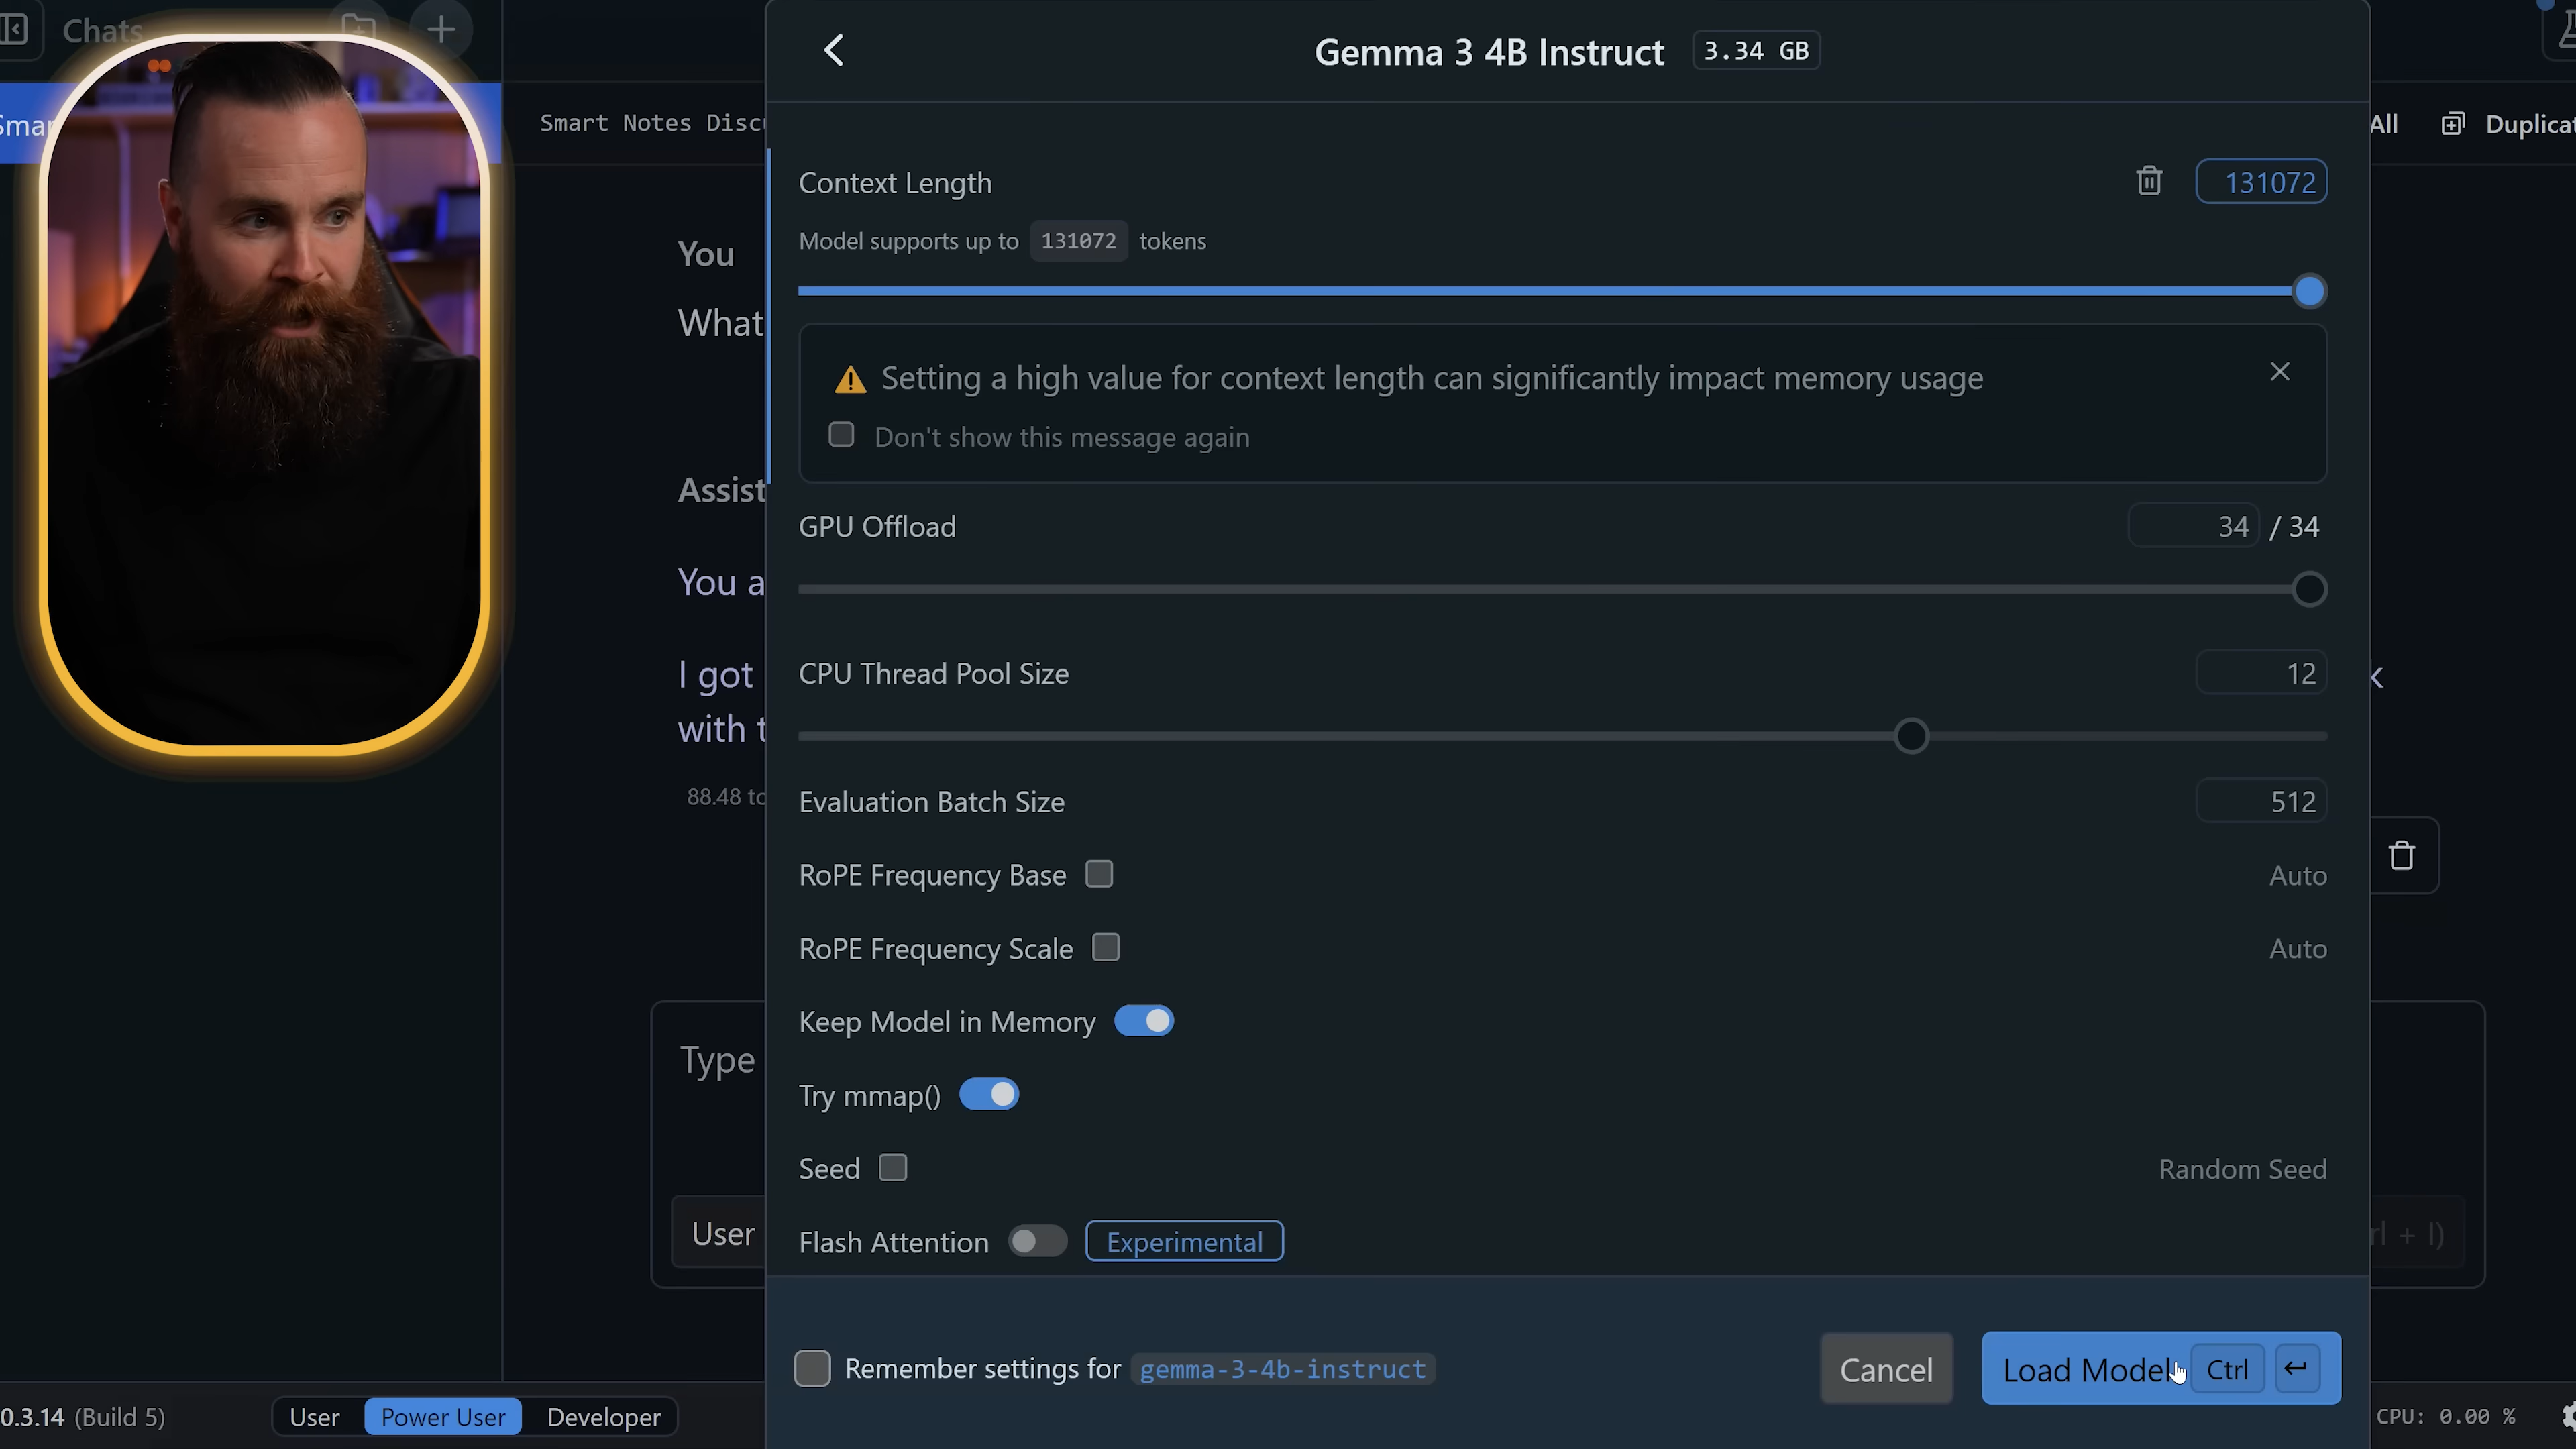 Chats
Gemma 3 4B Instruct 3.34 GB
Smart Notes
All Duplicat
Context Length 131072
Model supports up to 131072 tokens
You
What
Setting a high value for context length can significantly impact memory usage
Don't show this message again
Assist
GPU Offload 34 / 34
You a
I got
with t
CPU Thread Pool Size 12
88.48
Evaluation Batch Size 512
RoPE Frequency Base Auto
RoPE Frequency Scale Auto
Keep Model in Memory
Type
Try mmap()
Seed Random Seed
User
Flash Attention Experimental
Remember settings for gemma-3-4b-instruct
Cancel
Load Model Ctrl
0.3.14 (Build 5)
User Power User Developer
CPU: 0.00 %